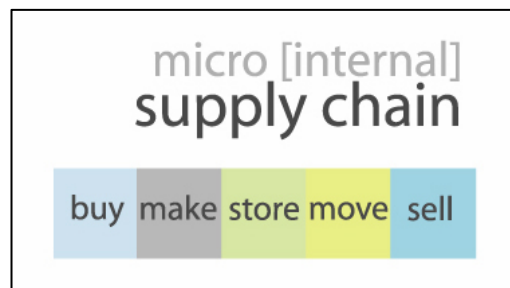 micro [internal]
supply chain
buy make store move sell